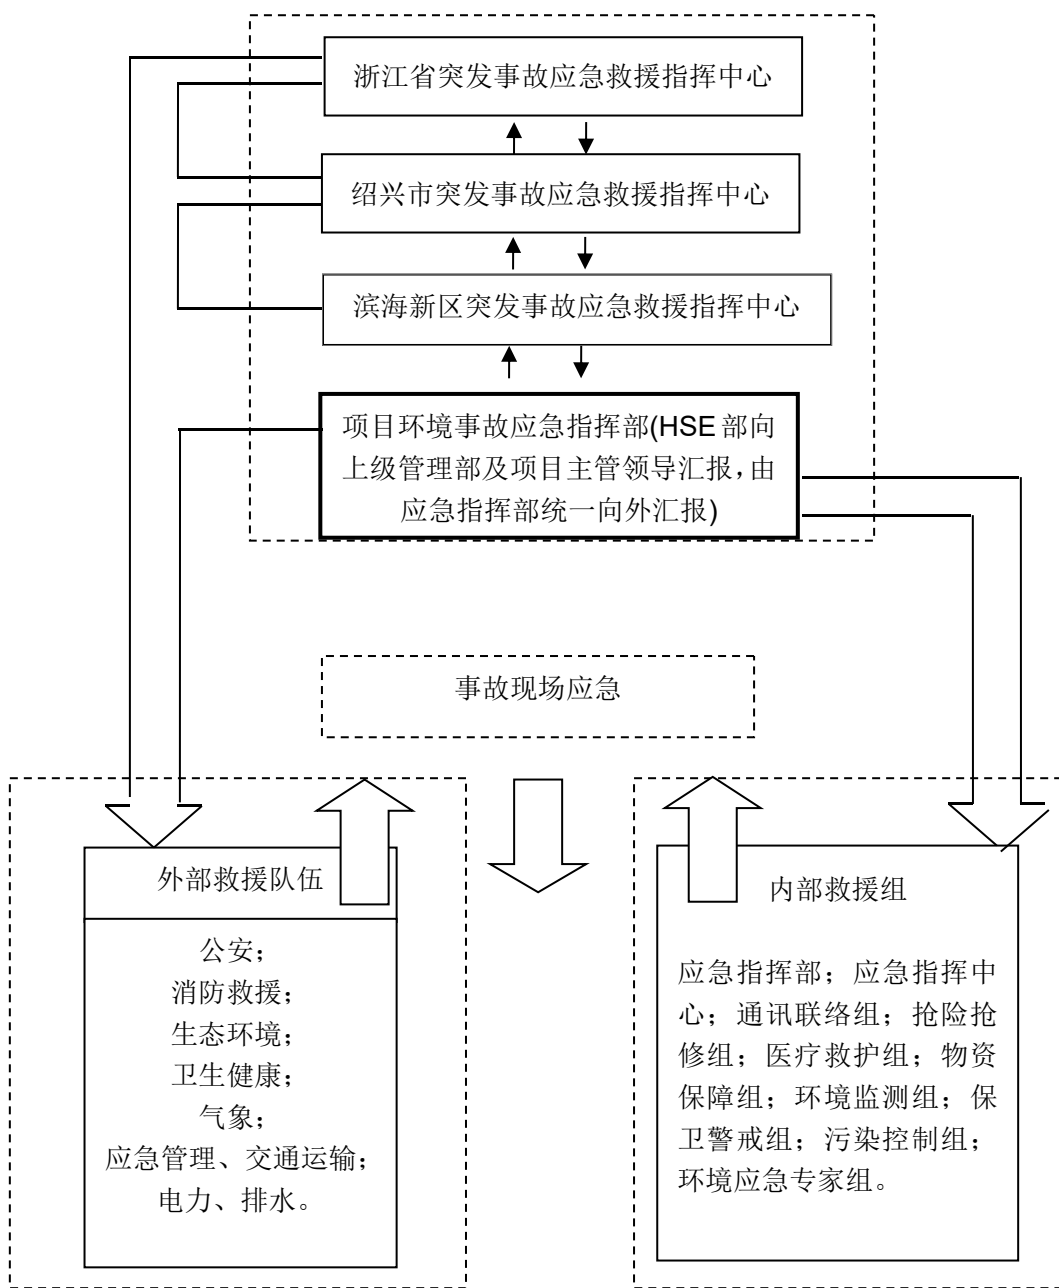 浙江省突发事故应急救援指挥中心
绍兴市突发事故应急救援指挥中心
滨海新区突发事故应急救援指挥中心
项目环境事故应急指挥部(HSE部向
上级管理部及项目主管领导汇报，由
应急指挥部统一向外汇报)
事故现场应急
外部救援队伍
公安；
消防救援；
生态环境；
卫生健康；
气象；
应急管理、交通运输；
电力、排水。
内部救援组
应急指挥部；应急指挥中
心；通讯联络组；抢险抢
修组；医疗救护组；物资
保障组；环境监测组；保
卫警戒组；污染控制组；
环境应急专家组。